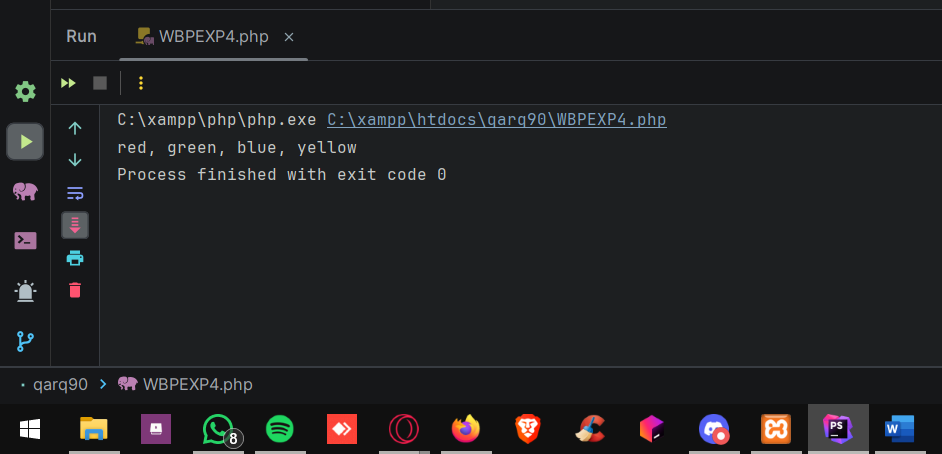 Run WBPEXP4.php
C:\xampp\php\php.exe C:\xampp\htdocs\qarq90\WBPEXP4.php
red, green, blue, yellow
Process finished with exit code 0
qarq90 > WBPEXP4.php
8 PS W